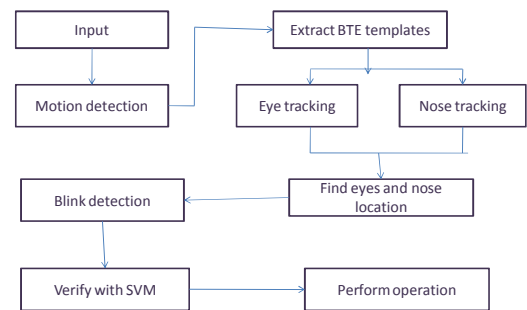 Input
Extract BTE templates
Motion detection
Eye tracking
Nose tracking
Find eyes and nose
location
Blink detection
Verify with SVM
Perform operation